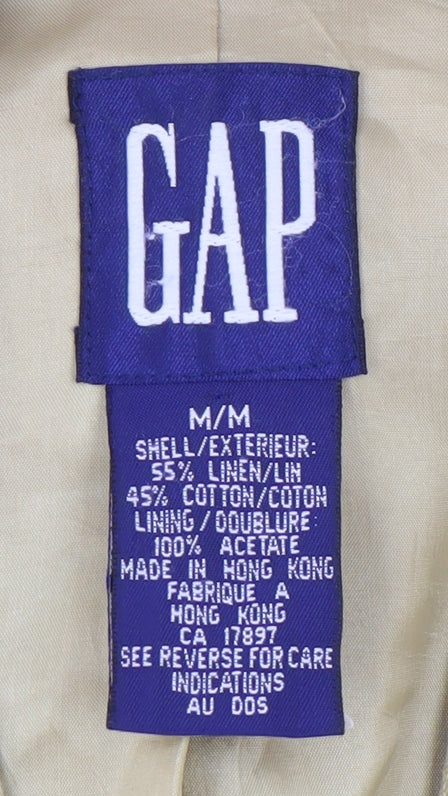 GAP
M/M
SHELL/EXTERIEUR:
55% LINEN/LIN
45% COTTON/COTON
LINING/DOUBLURE:
100% ACETATE
MADE IN HONG KONG
FABRIQUE A
HONG KONG
CA 17897
SEE REVERSE FOR CARE
INDICATIONS
AU DOS